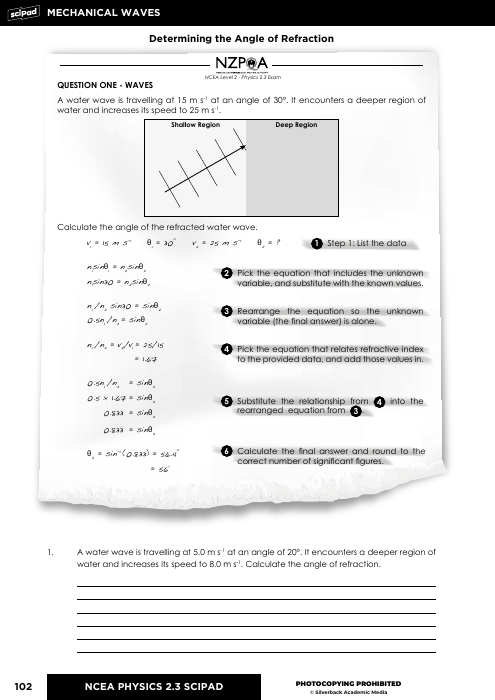 scipad MECHANICAL WAVES
Determining the Angle of Refraction
NZPQA
NCEA Level 2 - Physics 2.3 Exam
QUESTION ONE - WAVES
A water wave is travelling at 15 m s⁻¹ at an angle of 30°. It encounters a deeper region of
water and increases its speed to 25 m s⁻¹.
Shallow Region Deep Region
Calculate the angle of the refracted water wave.
v₁ = 15 m s⁻¹ θ₁ = 30° v₂ = 25 m s⁻¹ θ₂ = ?
1 Step 1: List the data
n₁sinθ₁ = n₂sinθ₂
n₁sin30 = n₂sinθ₂
2 Pick the equation that includes the unknown
variable, and substitute with the known values.
n₁/n₂ sin30 = sinθ₂
0.5n₁/n₂ = sinθ₂
3 Rearrange the equation so the unknown
variable (the final answer) is alone.
n₁/n₂ = v₂/v₁ = 25/15
= 1.67
4 Pick the equation that relates refractive index
to the provided data, and add those values in.
0.5n₁/n₂ = sinθ₂
0.5 x 1.67 = sinθ₂
0.833 = sinθ₂
0.833 = sinθ₂
5 Substitute the relationship from 4 into the
rearranged equation from 3
θ₂ = sin⁻¹(0.833) = 56.4°
= 56°
6 Calculate the final answer and round to the
correct number of significant figures.
1. A water wave is travelling at 5.0 m s⁻¹ at an angle of 20°. It encounters a deeper region of
water and increases its speed to 8.0 m s⁻¹. Calculate the angle of refraction.
102 NCEA PHYSICS 2.3 SCIPAD
PHOTOCOPYING PROHIBITED
© Silverback Academic Media